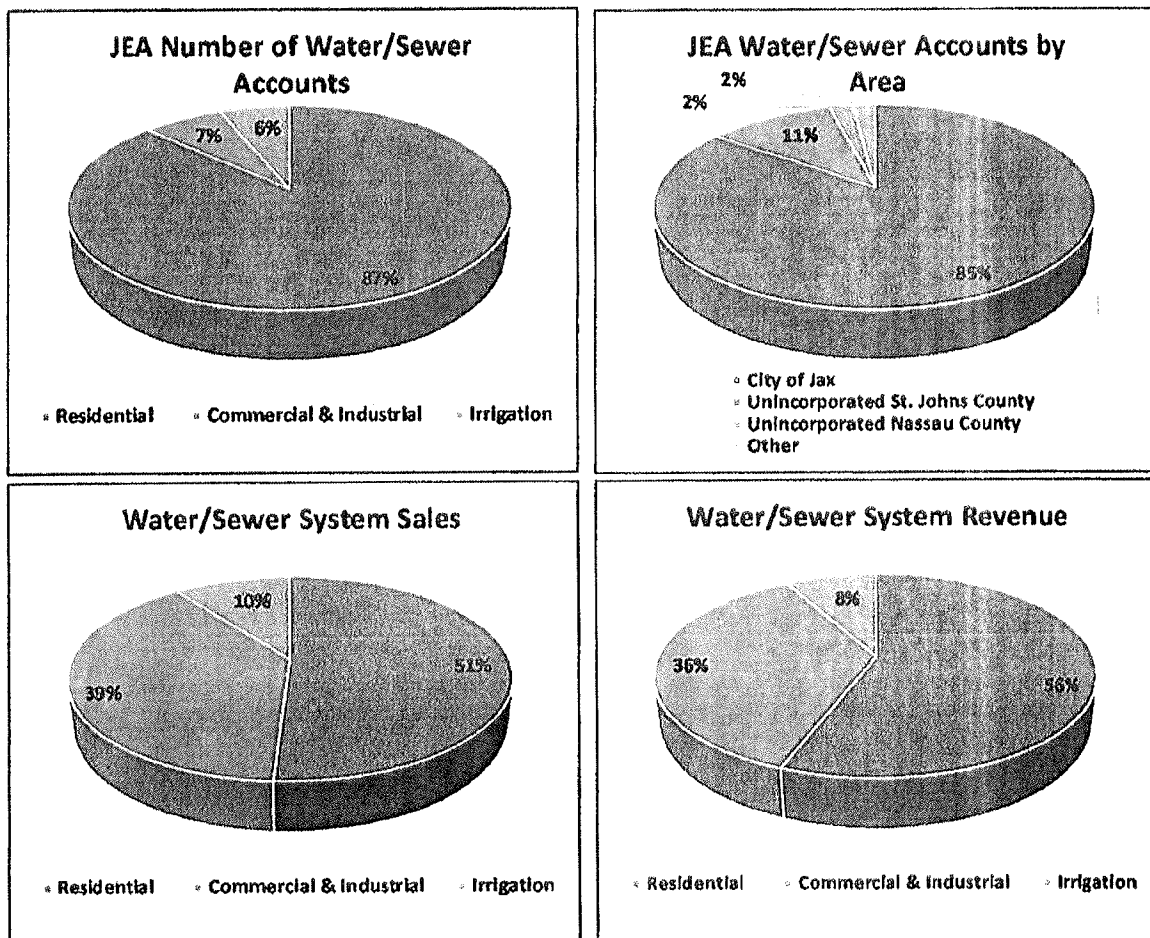 JEA Number of Water/Sewer
Accounts
7%
6%
87%
Residential Commercial & Industrial Irrigation
JEA Water/Sewer Accounts by
Area
2%
2%
11%
85%
City of Jax
Unincorporated St. Johns County
Unincorporated Nassau County
Other
Water/Sewer System Sales
10%
51%
39%
Residential Commercial & Industrial Irrigation
Water/Sewer System Revenue
8%
36%
56%
Residential Commercial & Industrial Irrigation